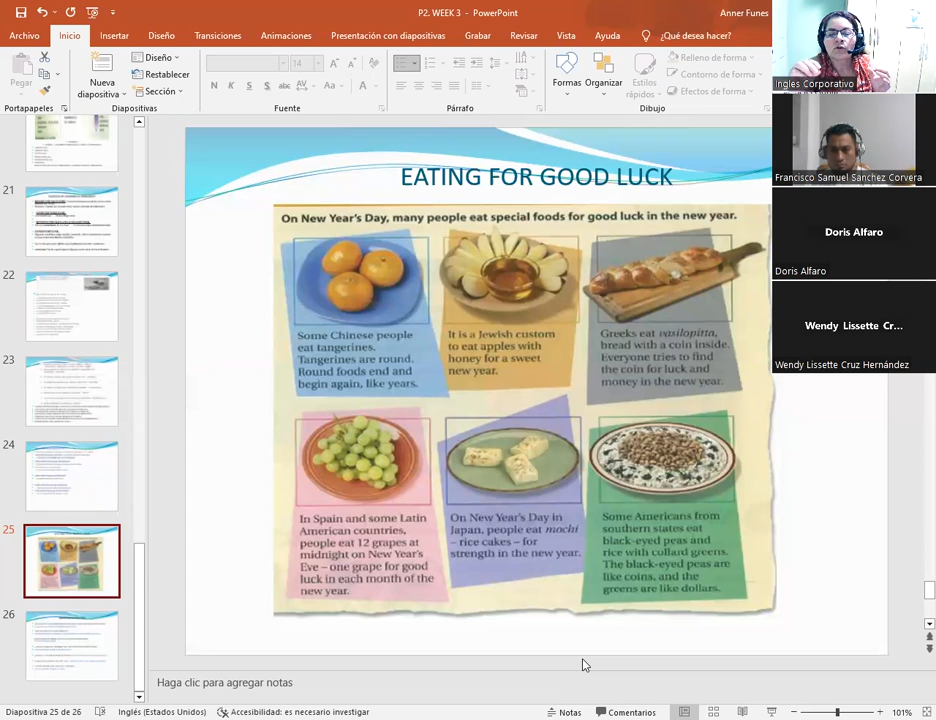 P2. WEEK 3 - PowerPoint
Anner Funes
Archivo Inicio Insertar Diseño Transiciones Animaciones Presentación con diapositivas Grabar Revisar Vista Ayuda ¿Qué desea hacer?
Pegar
Nueva
diapositiva
Diseño
Restablecer
Sección
14
N K S S abc AV Aa A
Formas
Organizar
Estilos
rápidos
Relleno de forma
Contorno de forma
Efectos de forma
Portapapeles Diapositivas Fuente Párrafo Dibujo
Ingles Corporativo
Francisco Samuel Sánchez Corvera
Doris Alfaro
Doris Alfaro
Wendy Lissette Cr...
Wendy Lissette Cruz Hernández
21
22
23
24
25
26
EATING FOR GOOD LUCK
On New Year's Day, many people eat special foods for good luck in the new year.
Some Chinese people
eat tangerines.
Tangerines are round.
Round foods end and
begin again, like years.
It is a Jewish custom
to eat apples with
honey for a sweet
new year.
Greeks eat vasilopitta,
bread with a coin inside.
Everyone tries to find
the coin for luck and
money in the new year.
In Spain and some Latin
American countries,
people eat 12 grapes at
midnight on New Year's
Eve – one grape for good
luck in each month of the
new year.
On New Year's Day in
Japan, people eat mochi
– rice cakes – for
strength in the new year.
Some Americans from
southern states eat
black-eyed peas and
rice with collard greens.
The black-eyed peas are
like coins, and the
greens are like dollars.
Haga clic para agregar notas
Diapositiva 25 de 26 Inglés (Estados Unidos) Accesibilidad: es necesario investigar Notas Comentarios 101%